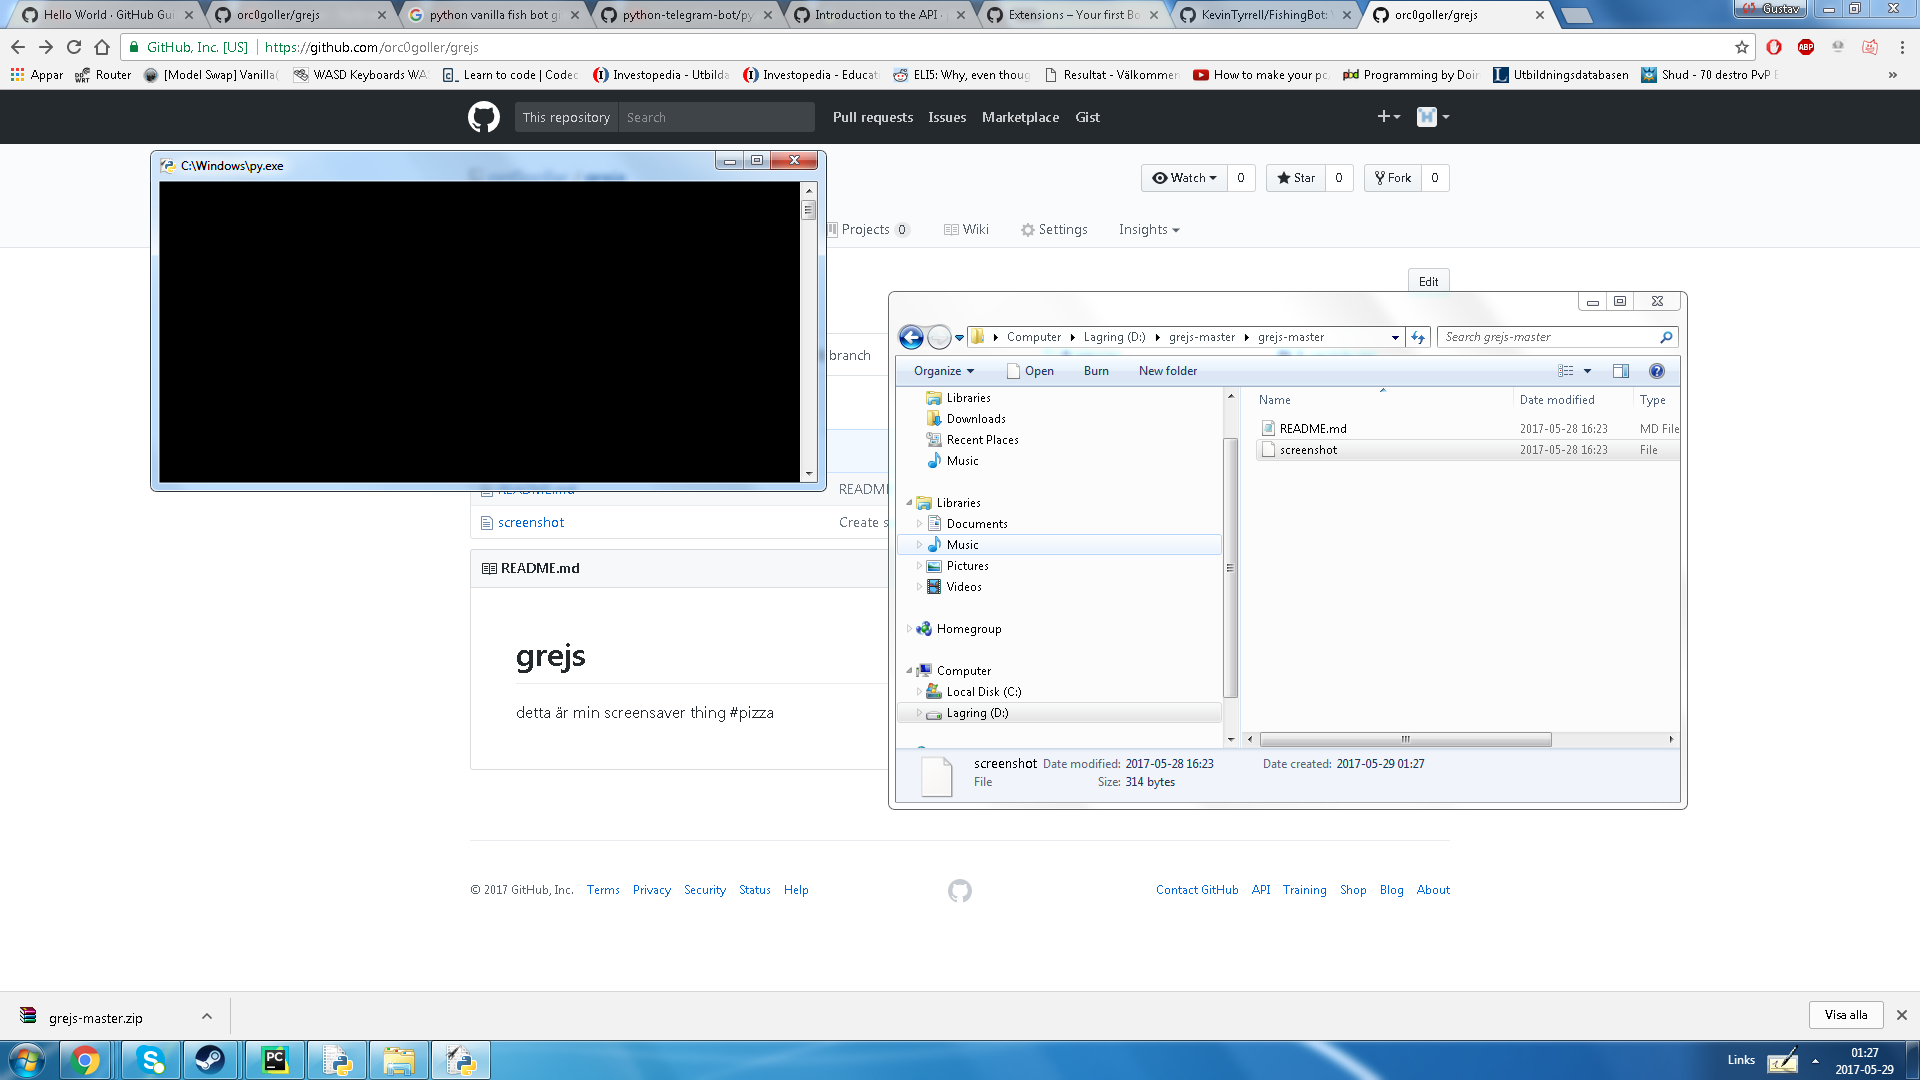 Hello World · GitHub Gui
orc0goller/grejs
python vanilla fish bot gi
python-telegram-bot/py
Introduction to the API ·
Extensions – Your first Bo
KevinTyrrell/FishingBot: V
orc0goller/grejs
Gustav
GitHub, Inc. [US]
https://github.com/orc0goller/grejs
ABP
Appar
Router
[Model Swap] Vanilla
WASD Keyboards WA
Learn to code | Codec
Investopedia - Utbilda
Investopedia - Educat
ELI5: Why, even thoug
Resultat - Välkommen
How to make your pc
pbd Programming by Doin
Utbildningsdatabasen
Shud - 70 destro PvP
This repository
Search
Pull requests
Issues
Marketplace
Gist
C:\Windows\py.exe
Watch
0
Star
0
Fork
0
Projects 0
Wiki
Settings
Insights
Edit
branch
README.md
README
screenshot
Create s
README.md
grejs
detta är min screensaver thing #pizza
Computer
Lagring (D:)
grejs-master
grejs-master
Search grejs-master
Organize
Open
Burn
New folder
Libraries
Downloads
Recent Places
Music
Libraries
Documents
Music
Pictures
Videos
Homegroup
Computer
Local Disk (C:)
Lagring (D:)
Name
Date modified
Type
README.md
2017-05-28 16:23
MD File
screenshot
2017-05-28 16:23
File
screenshot
Date modified: 2017-05-28 16:23
Date created: 2017-05-29 01:27
File
Size: 314 bytes
© 2017 GitHub, Inc.
Terms
Privacy
Security
Status
Help
Contact GitHub
API
Training
Shop
Blog
About
grejs-master.zip
Visa alla
PC
Links
01:27
2017-05-29